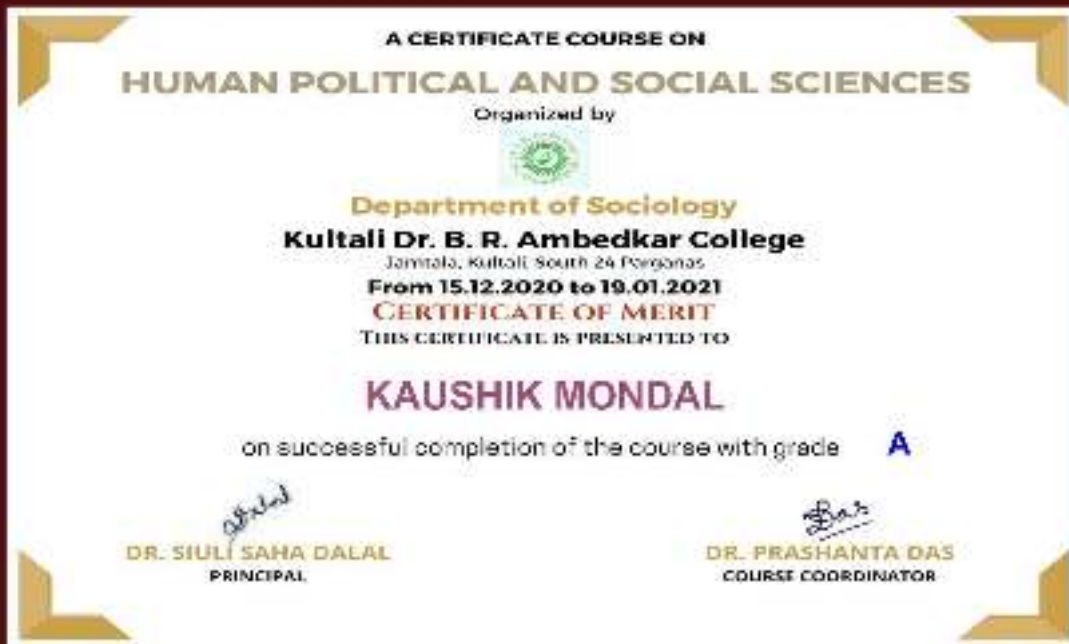 A CERTIFICATE COURSE ON
HUMAN POLITICAL AND SOCIAL SCIENCES
Organized by
Department of Sociology
Kultali Dr. B. R. Ambedkar College
Jamtala, Kultali, South 24 Parganas
From 15.12.2020 to 19.01.2021
CERTIFICATE OF MERIT
THIS CERTIFICATE IS PRESENTED TO
KAUSHIK MONDAL
on successful completion of the course with grade A
DR. SIULI SAHA DALAL
PRINCIPAL
Das
DR. PRASHANTA DAS
COURSE COORDINATOR